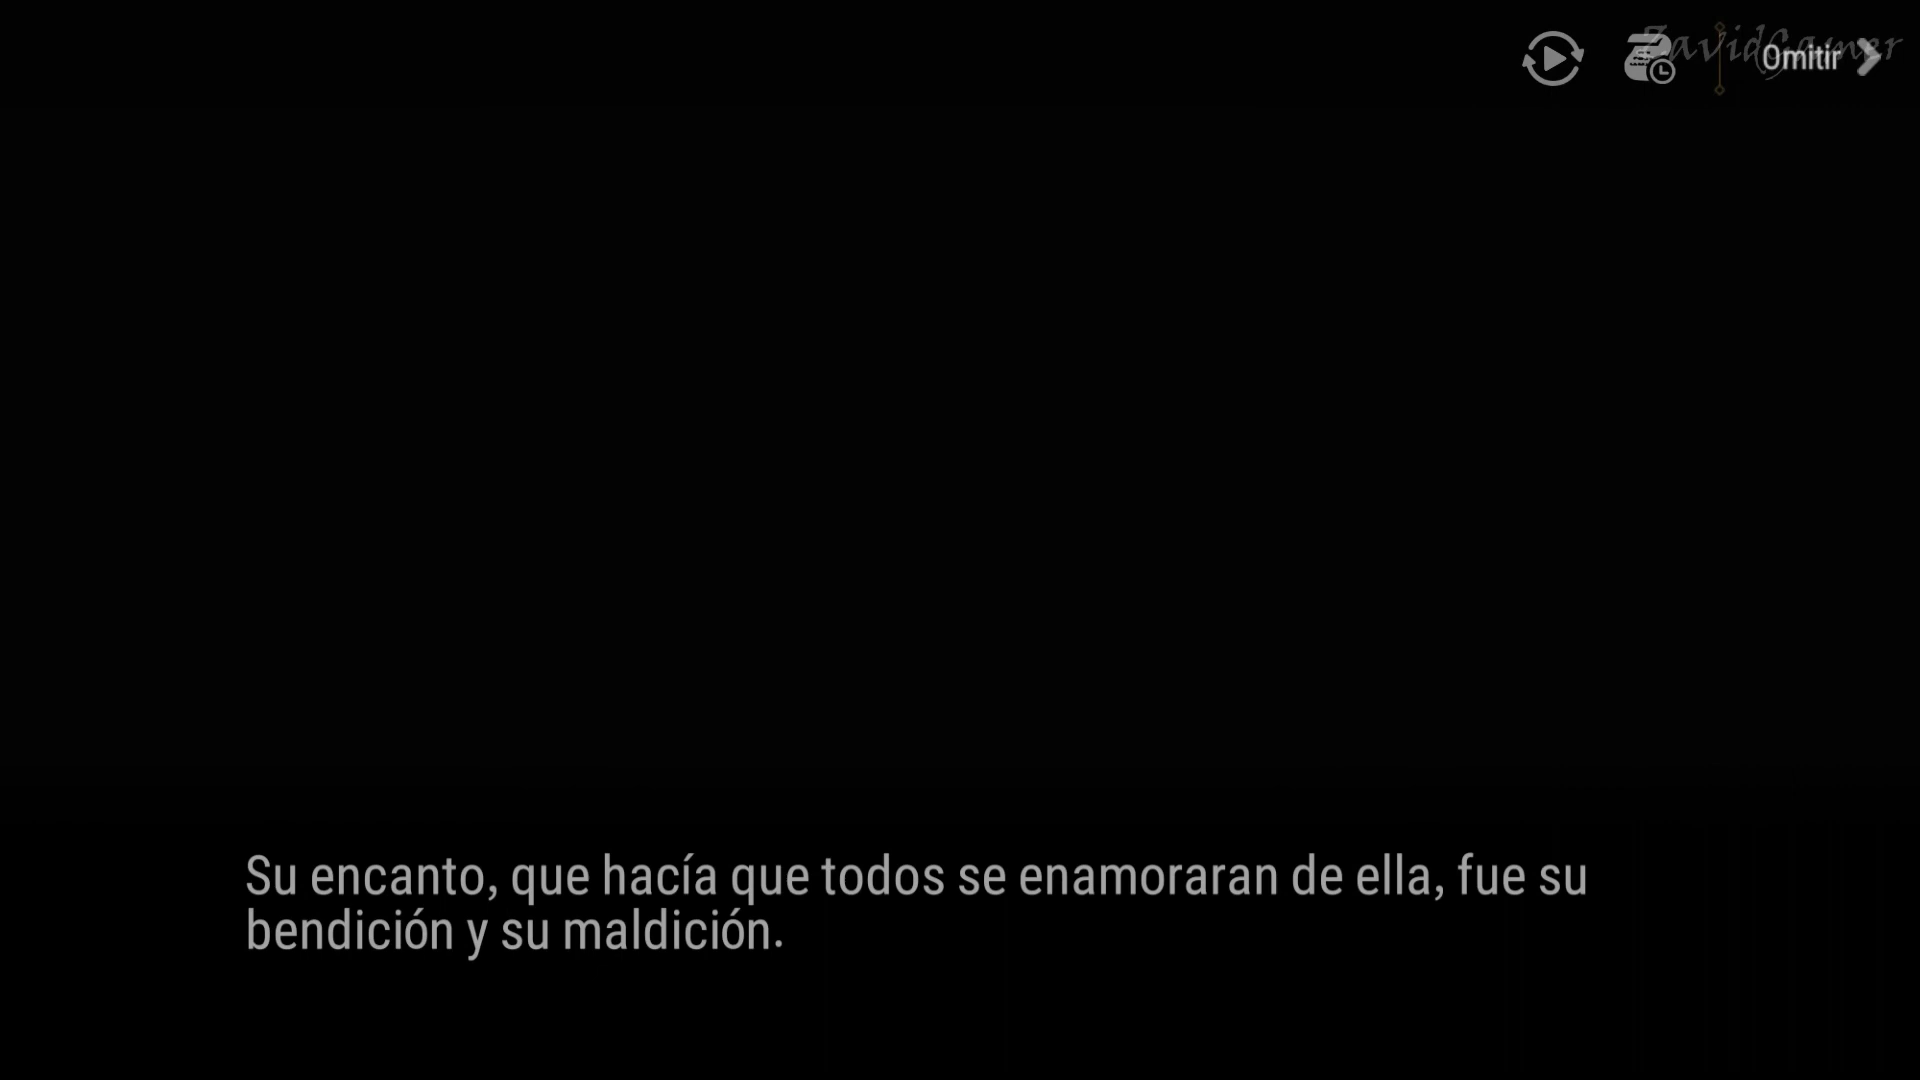 Omitir
Su encanto, que hacía que todos se enamoraran de ella, fue su
bendición y su maldición.